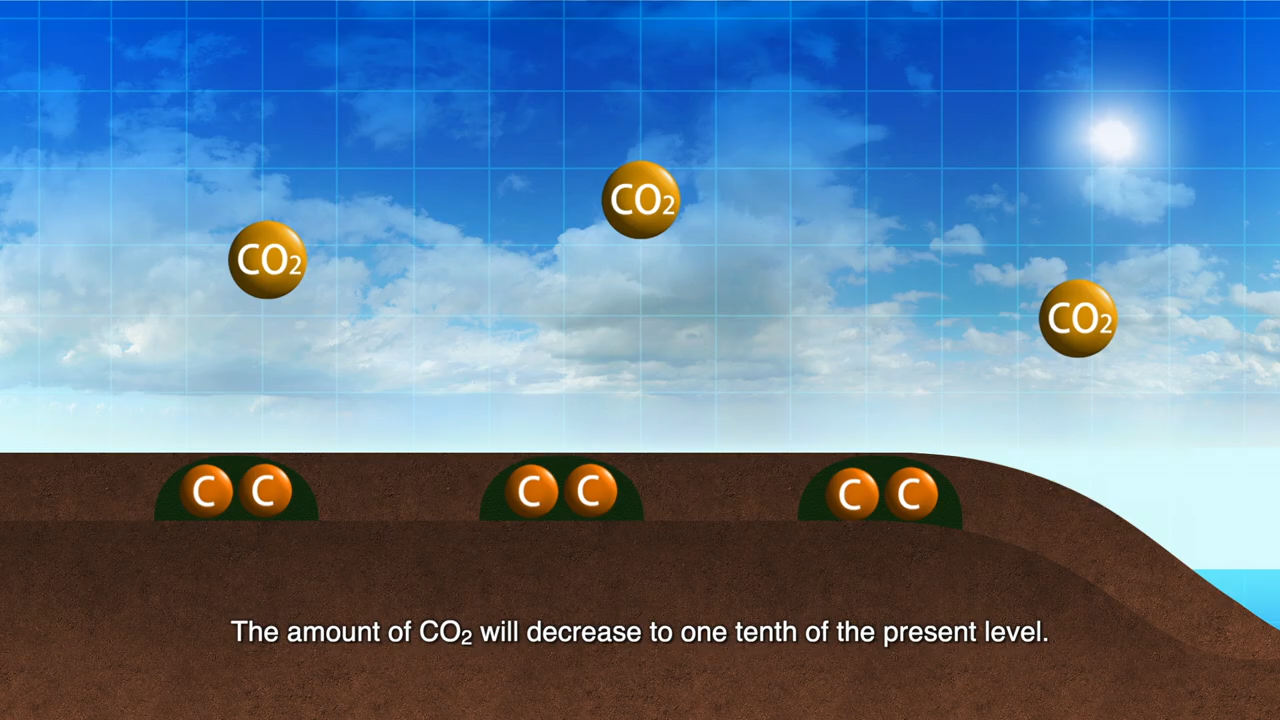 CO₂
CO₂
CO₂
C C
C C
C C
The amount of CO₂ will decrease to one tenth of the present level.